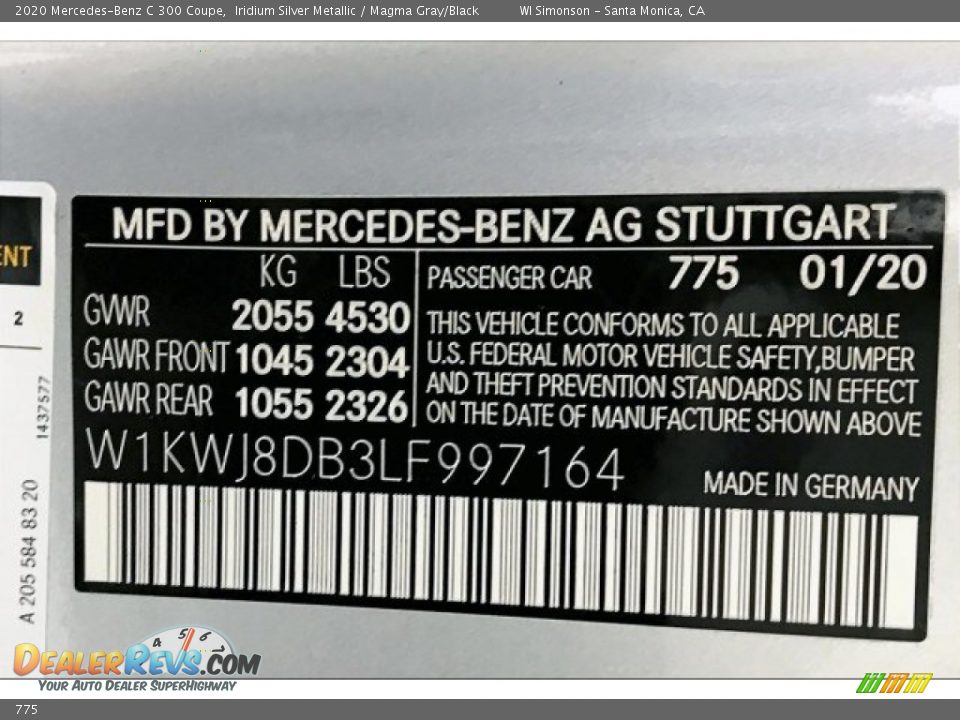 2020 Mercedes-Benz C 300 Coupe, Iridium Silver Metallic / Magma Gray/Black WI Simonson - Santa Monica, CA
MFD BY MERCEDES-BENZ AG STUTTGART
KG LBS
GVWR 2055 4530
GAWR FRONT 1045 2304
GAWR REAR 1055 2326
PASSENGER CAR 775 01/20
THIS VEHICLE CONFORMS TO ALL APPLICABLE
U.S. FEDERAL MOTOR VEHICLE SAFETY,BUMPER
AND THEFT PREVENTION STANDARDS IN EFFECT
ON THE DATE OF MANUFACTURE SHOWN ABOVE
W1KWJ8DB3LF997164
MADE IN GERMANY
ENT
2
1437577
A 205 584 83 20
4 5 6 7
DEALERREVS.COM
YOUR AUTO DEALER SUPERHIGHWAY
775